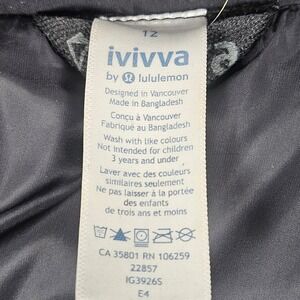 12
ivivva
by lululemon
Designed in Vancouver
Made in Bangladesh
Conçu à Vancouver
Fabriqué au Bangladesh
Wash with like colours
Not intended for children
3 years and under
Laver avec des couleurs
similaires seulement
Ne pas laisser à la portée
des enfants
de trois ans et moins
CA 35801 RN 106259
22857
IG3926S
E4